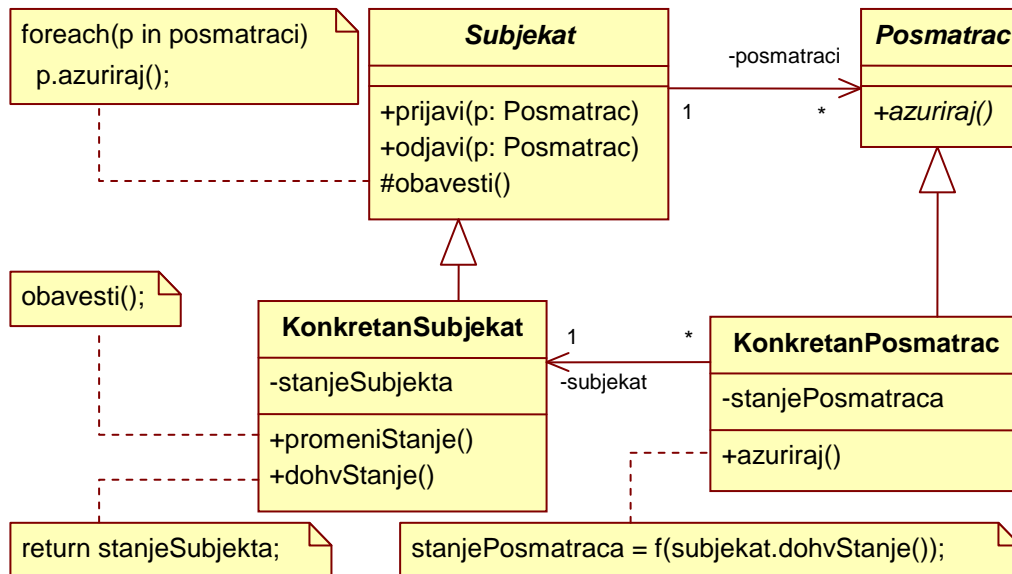 foreach(p in posmatraci)
p.azuriraj();
Subjekat
+prijavi(p: Posmatrac)
+odjavi(p: Posmatrac)
#obavesti()
-posmatraci
1
*
Posmatrac
+azuriraj()
obavesti();
KonkretanSubjekat
-stanjeSubjekta
+promeniStanje()
+dohvStanje()
1
*
-subjekat
KonkretanPosmatrac
-stanjePosmatraca
+azuriraj()
return stanjeSubjekta;
stanjePosmatraca = f(subjekat.dohvStanje());